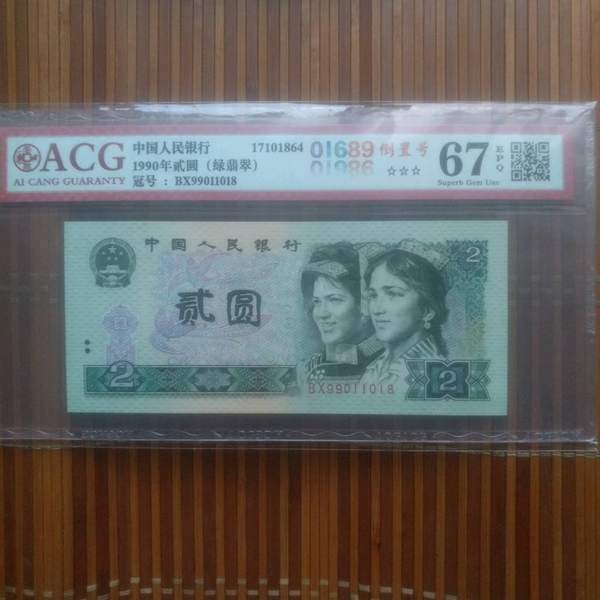 ACG
AI CANG GUARANTY
中国人民银行 17101864
1990年贰圆（绿翡翠）
冠号：BX99011018
01689 倒置号
01986 ☆☆☆
67 EPQ
Superb Gem Unc
中国人民银行
2
贰圆
2
BX99011018
2